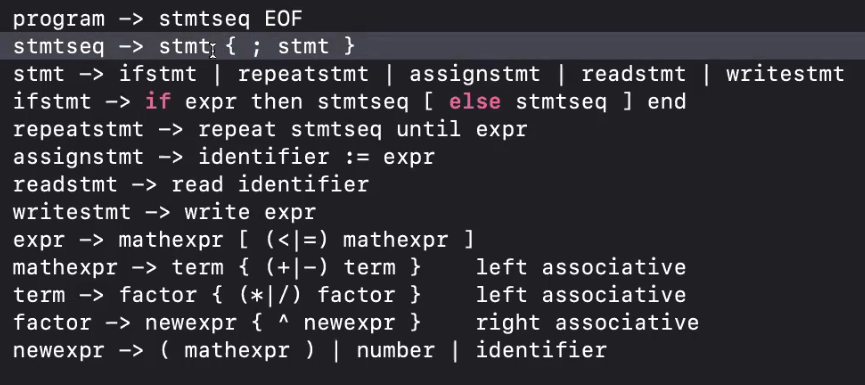 program -> stmtseq EOF
stmtseq -> stmt { ; stmt }
stmt -> ifstmt | repeatstmt | assignstmt | readstmt | writestmt
ifstmt -> if expr then stmtseq [ else stmtseq ] end
repeatstmt -> repeat stmtseq until expr
assignstmt -> identifier := expr
readstmt -> read identifier
writestmt -> write expr
expr -> mathexpr [ (<|=) mathexpr ]
mathexpr -> term { (+|-) term }    left associative
term -> factor { (*|/) factor }    left associative
factor -> newexpr { ^ newexpr }    right associative
newexpr -> ( mathexpr ) | number | identifier